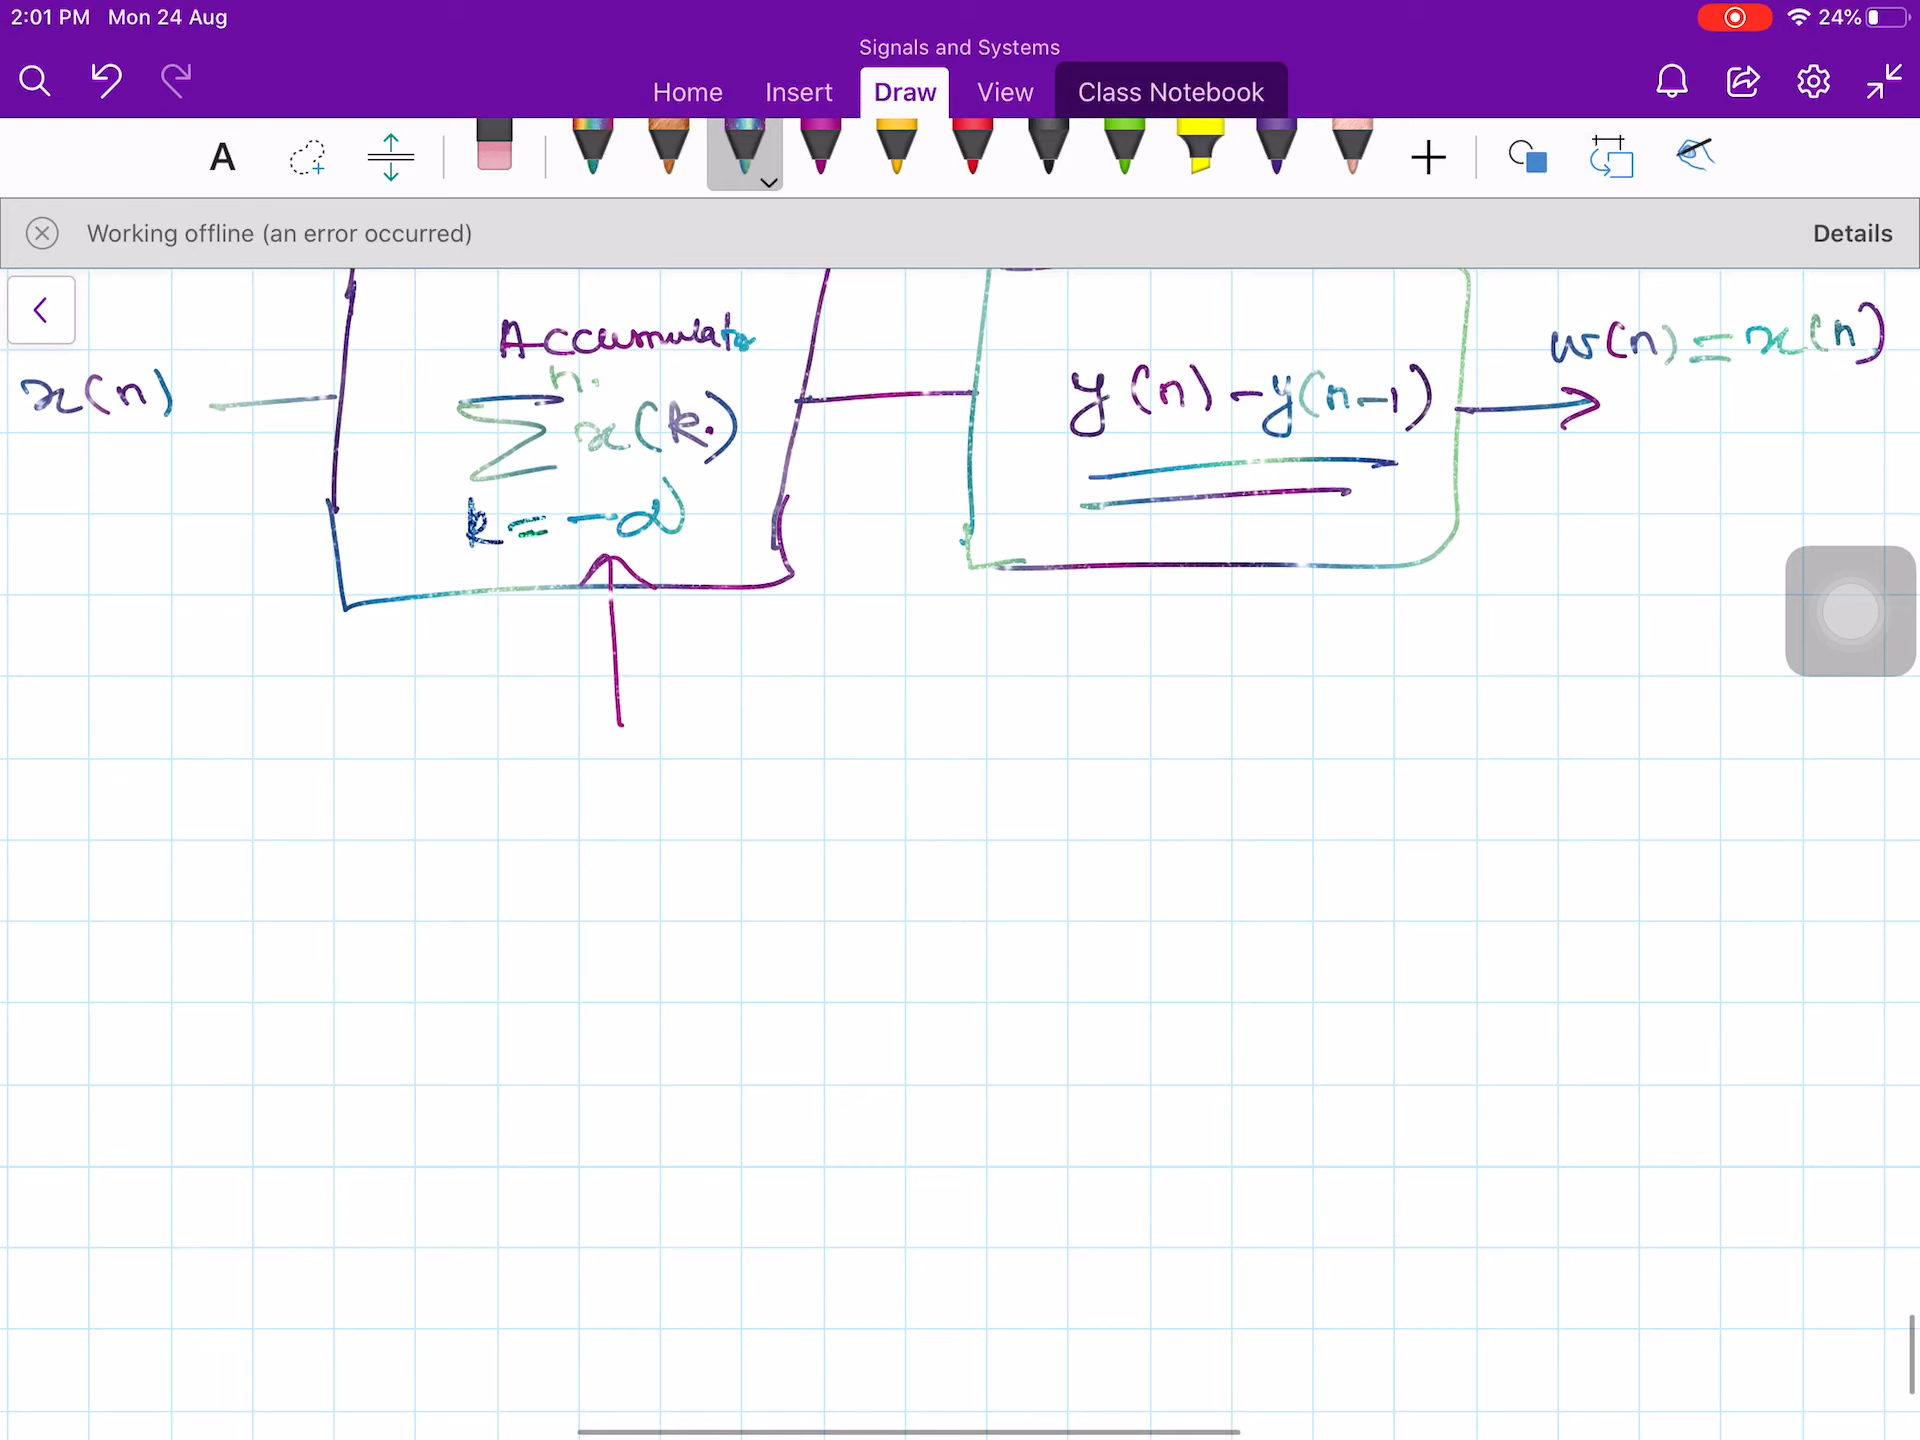 2:01 PM Mon 24 Aug
24%
Signals and Systems
Home Insert Draw View Class Notebook
A
Working offline (an error occurred)
Details
Accumulator
w(n) = x(n)
x(n)
n
∑ x(k)
y(n) - y(n-1)
k = -∞